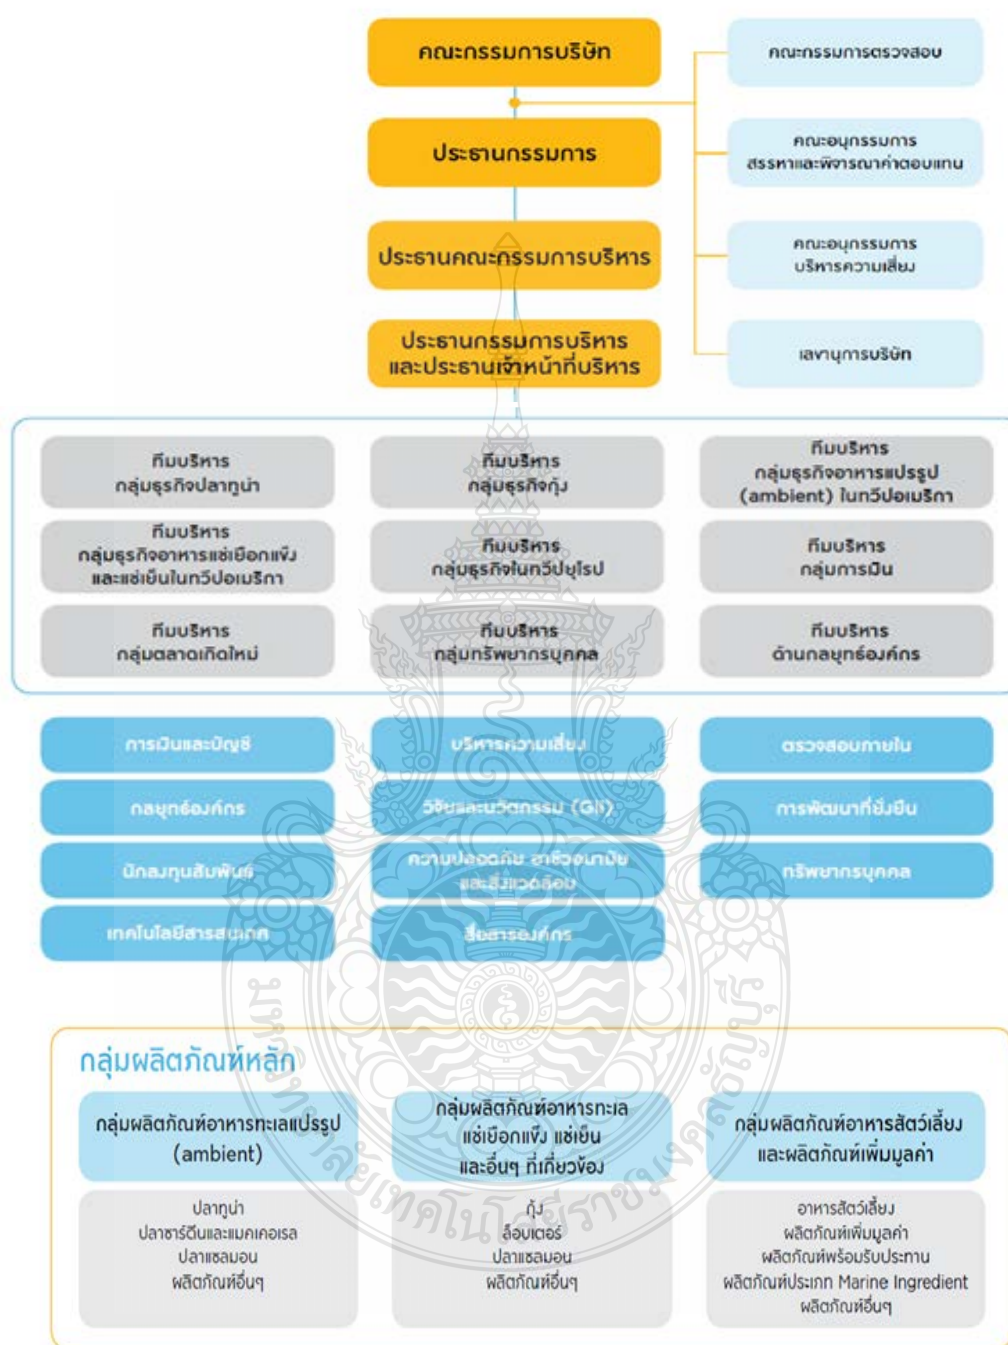 คณะกรรมการบริษัท
คณะกรรมการตรวจสอบ
ประธานกรรมการ
คณะอนุกรรมการ
สรรหาและพิจารณาค่าตอบแทน
ประธานคณะกรรมการบริหาร
คณะอนุกรรมการ
บริหารความเสี่ยง
ประธานกรรมการบริหาร
และประธานเจ้าหน้าที่บริหาร
เลขานุการบริษัท
ทีมบริหาร
กลุ่มธุรกิจปลาทูน่า
ทีมบริหาร
กลุ่มธุรกิจกุ้ง
ทีมบริหาร
กลุ่มธุรกิจอาหารแปรรูป
(ambient) ในทวีปอเมริกา
ทีมบริหาร
กลุ่มธุรกิจอาหารแช่เยือกแข็ง
และแช่เย็นในทวีปอเมริกา
ทีมบริหาร
กลุ่มธุรกิจในทวีปยุโรป
ทีมบริหาร
กลุ่มการเงิน
ทีมบริหาร
กลุ่มตลาดเกิดใหม่
ทีมบริหาร
กลุ่มทรัพยากรบุคคล
ทีมบริหาร
ด้านกลยุทธ์องค์กร
การเงินและบัญชี
บริหารความเสี่ยง
ตรวจสอบภายใน
กลยุทธ์องค์กร
วิจัยและนวัตกรรม (GII)
การพัฒนาที่ยั่งยืน
นักลงทุนสัมพันธ์
ความปลอดภัย อาชีวอนามัย
และสิ่งแวดล้อม
ทรัพยากรบุคคล
เทคโนโลยีสารสนเทศ
สื่อสารองค์กร
กลุ่มผลิตภัณฑ์หลัก
กลุ่มผลิตภัณฑ์อาหารทะเลแปรรูป
(ambient)
กลุ่มผลิตภัณฑ์อาหารทะเล
แช่เยือกแข็ง แช่เย็น
และอื่นๆ ที่เกี่ยวข้อง
กลุ่มผลิตภัณฑ์อาหารสัตว์เลี้ยง
และผลิตภัณฑ์เพิ่มมูลค่า
ปลาทูน่า
ปลาซาร์ดีนและแมคเคอเรล
ปลาแซลมอน
ผลิตภัณฑ์อื่นๆ
กุ้ง
ล็อบเตอร์
ปลาแซลมอน
ผลิตภัณฑ์อื่นๆ
อาหารสัตว์เลี้ยง
ผลิตภัณฑ์เพิ่มมูลค่า
ผลิตภัณฑ์พร้อมรับประทาน
ผลิตภัณฑ์ประเภท Marine Ingredient
ผลิตภัณฑ์อื่นๆ
มหาวิทยาลัยเทคโนโลยีราชมงคลธัญบุรี